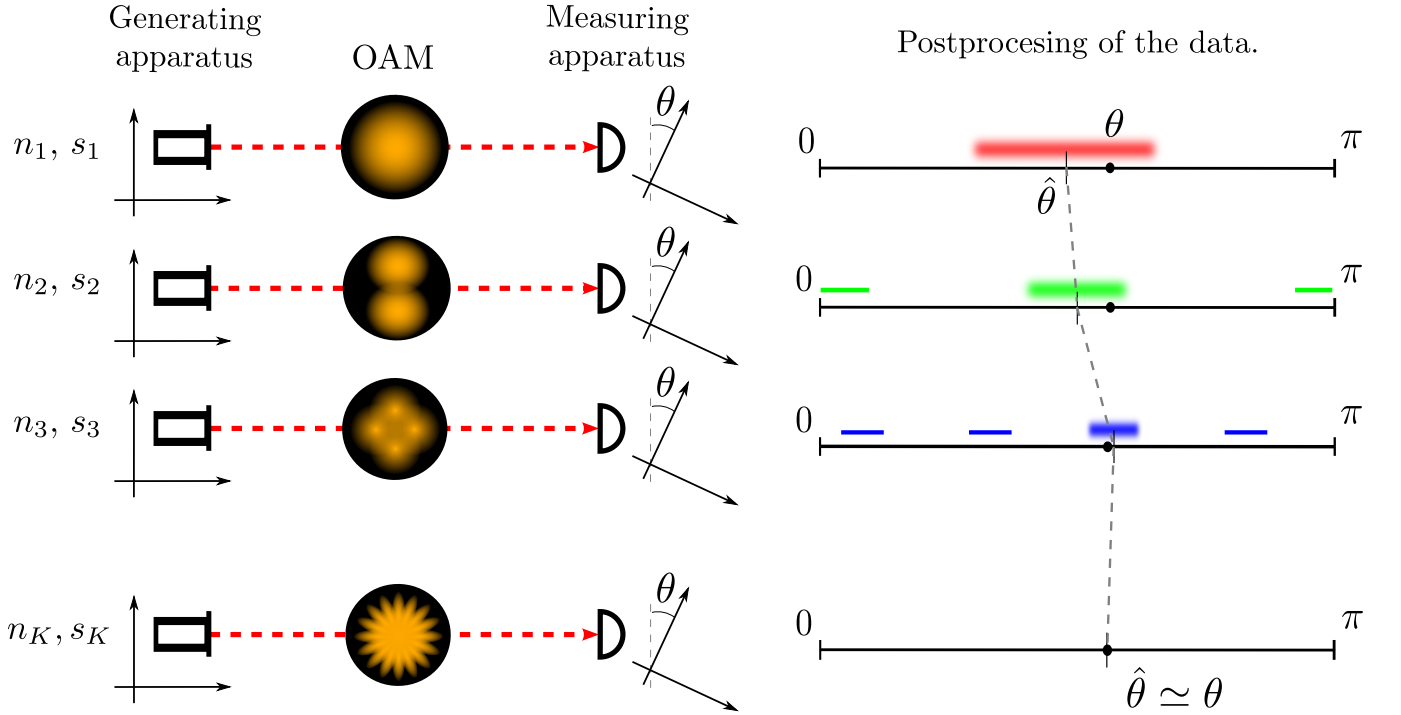 Generating
apparatus
OAM
Measuring
apparatus
Postprocesing of the data.
n₁, s₁
θ
0
θ
π
θ̂
n₂, s₂
θ
0
π
n₃, s₃
θ
0
π
n_K, s_K
θ
0
π
θ̂ ≃ θ